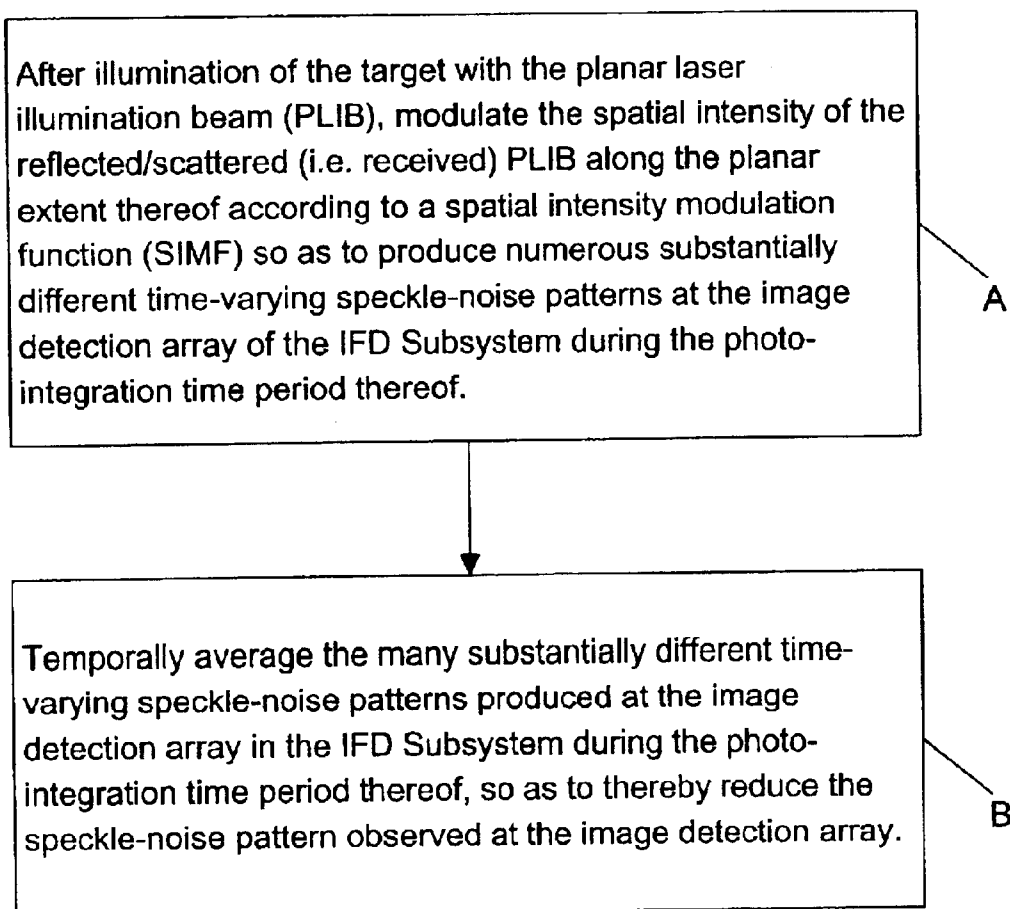 After illumination of the target with the planar laser
illumination beam (PLIB), modulate the spatial intensity of the
reflected/scattered (i.e. received) PLIB along the planar
extent thereof according to a spatial intensity modulation
function (SIMF) so as to produce numerous substantially
different time-varying speckle-noise patterns at the image
detection array of the IFD Subsystem during the photo-
integration time period thereof.
A
Temporally average the many substantially different time-
varying speckle-noise patterns produced at the image
detection array in the IFD Subsystem during the photo-
integration time period thereof, so as to thereby reduce the
speckle-noise pattern observed at the image detection array.
B